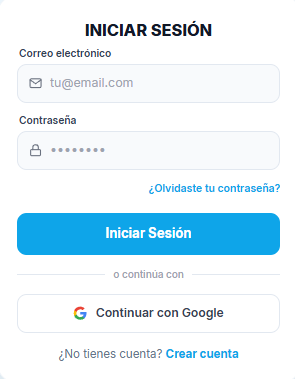 INICIAR SESIÓN
Correo electrónico
tu@email.com
Contraseña
••••••••
¿Olvidaste tu contraseña?
Iniciar Sesión
o continúa con
Continuar con Google
¿No tienes cuenta? Crear cuenta